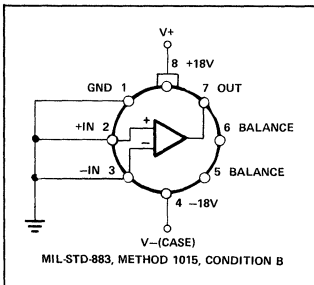 V+
8 +18V
GND 1
7 OUT
+IN 2
+
6 BALANCE
−
−IN 3
5 BALANCE
4 −18V
V−(CASE)
MIL-STD-883, METHOD 1015, CONDITION B